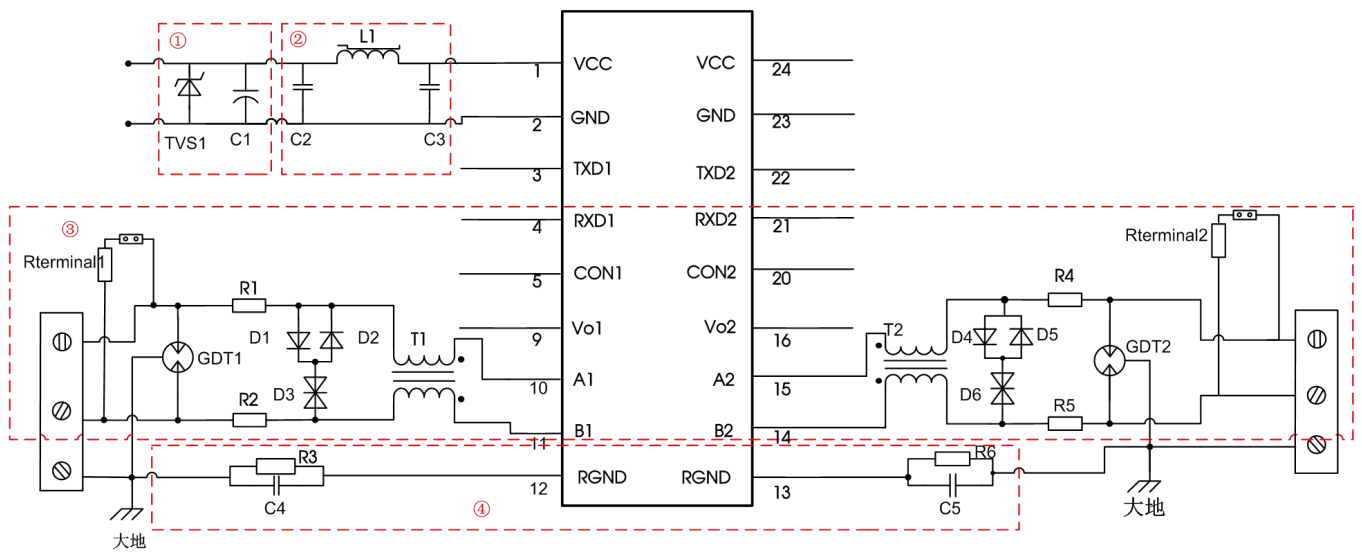 ①
②
L1
TVS1
C1
C2
C3
1
VCC
VCC
24
2
GND
GND
23
3
TXD1
TXD2
22
4
RXD1
RXD2
21
5
CON1
CON2
20
9
Vo1
Vo2
16
10
A1
A2
15
11
B1
B2
14
12
RGND
RGND
13
③
Rterminal1
R1
D1
D2
T1
GDT1
D3
R2
R3
C4
大地
④
Rterminal2
R4
T2
D4
D5
GDT2
D6
R5
R6
C5
大地